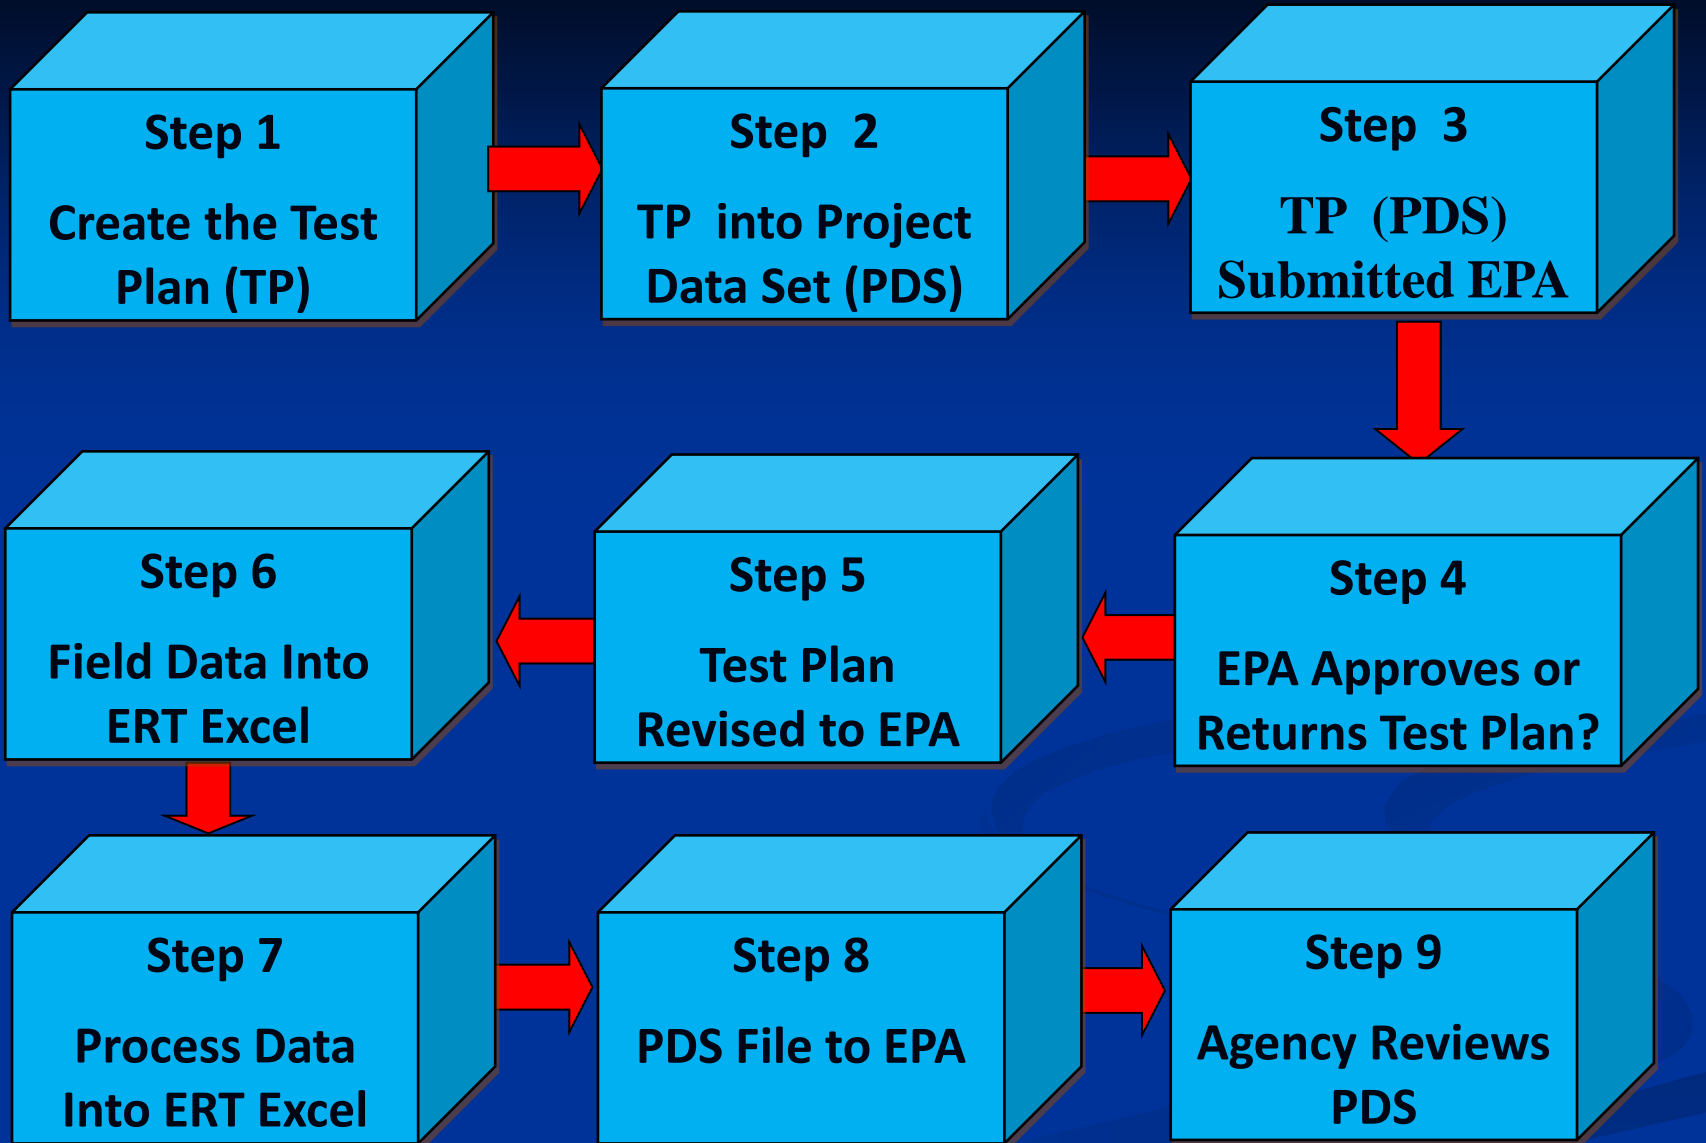 Step 1
Create the Test
Plan (TP)
Step 2
TP into Project
Data Set (PDS)
Step 3
TP (PDS)
Submitted EPA
Step 4
EPA Approves or
Returns Test Plan?
Step 5
Test Plan
Revised to EPA
Step 6
Field Data Into
ERT Excel
Step 7
Process Data
Into ERT Excel
Step 8
PDS File to EPA
Step 9
Agency Reviews
PDS